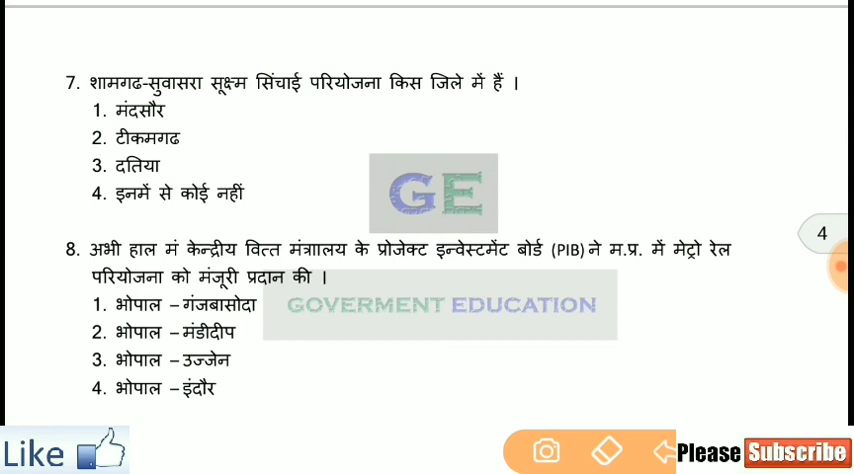 7. शामगढ-सुवासरा सूक्ष्म सिंचाई परियोजना किस जिले में हैं ।
1. मंदसौर
2. टीकमगढ
3. दतिया
4. इनमें से कोई नहीं
GE
8. अभी हाल मं केन्द्रीय वित्त मंत्राालय के प्रोजेक्ट इन्वेस्टमेंट बोर्ड (PIB) ने म.प्र. में मेट्रो रेल
परियोजना को मंजूरी प्रदान की ।
4
1. भोपाल – गंजबासोदा
GOVERMENT EDUCATION
2. भोपाल – मंडीदीप
3. भोपाल – उज्जेन
4. भोपाल – इंदौर
Like
Please Subscribe